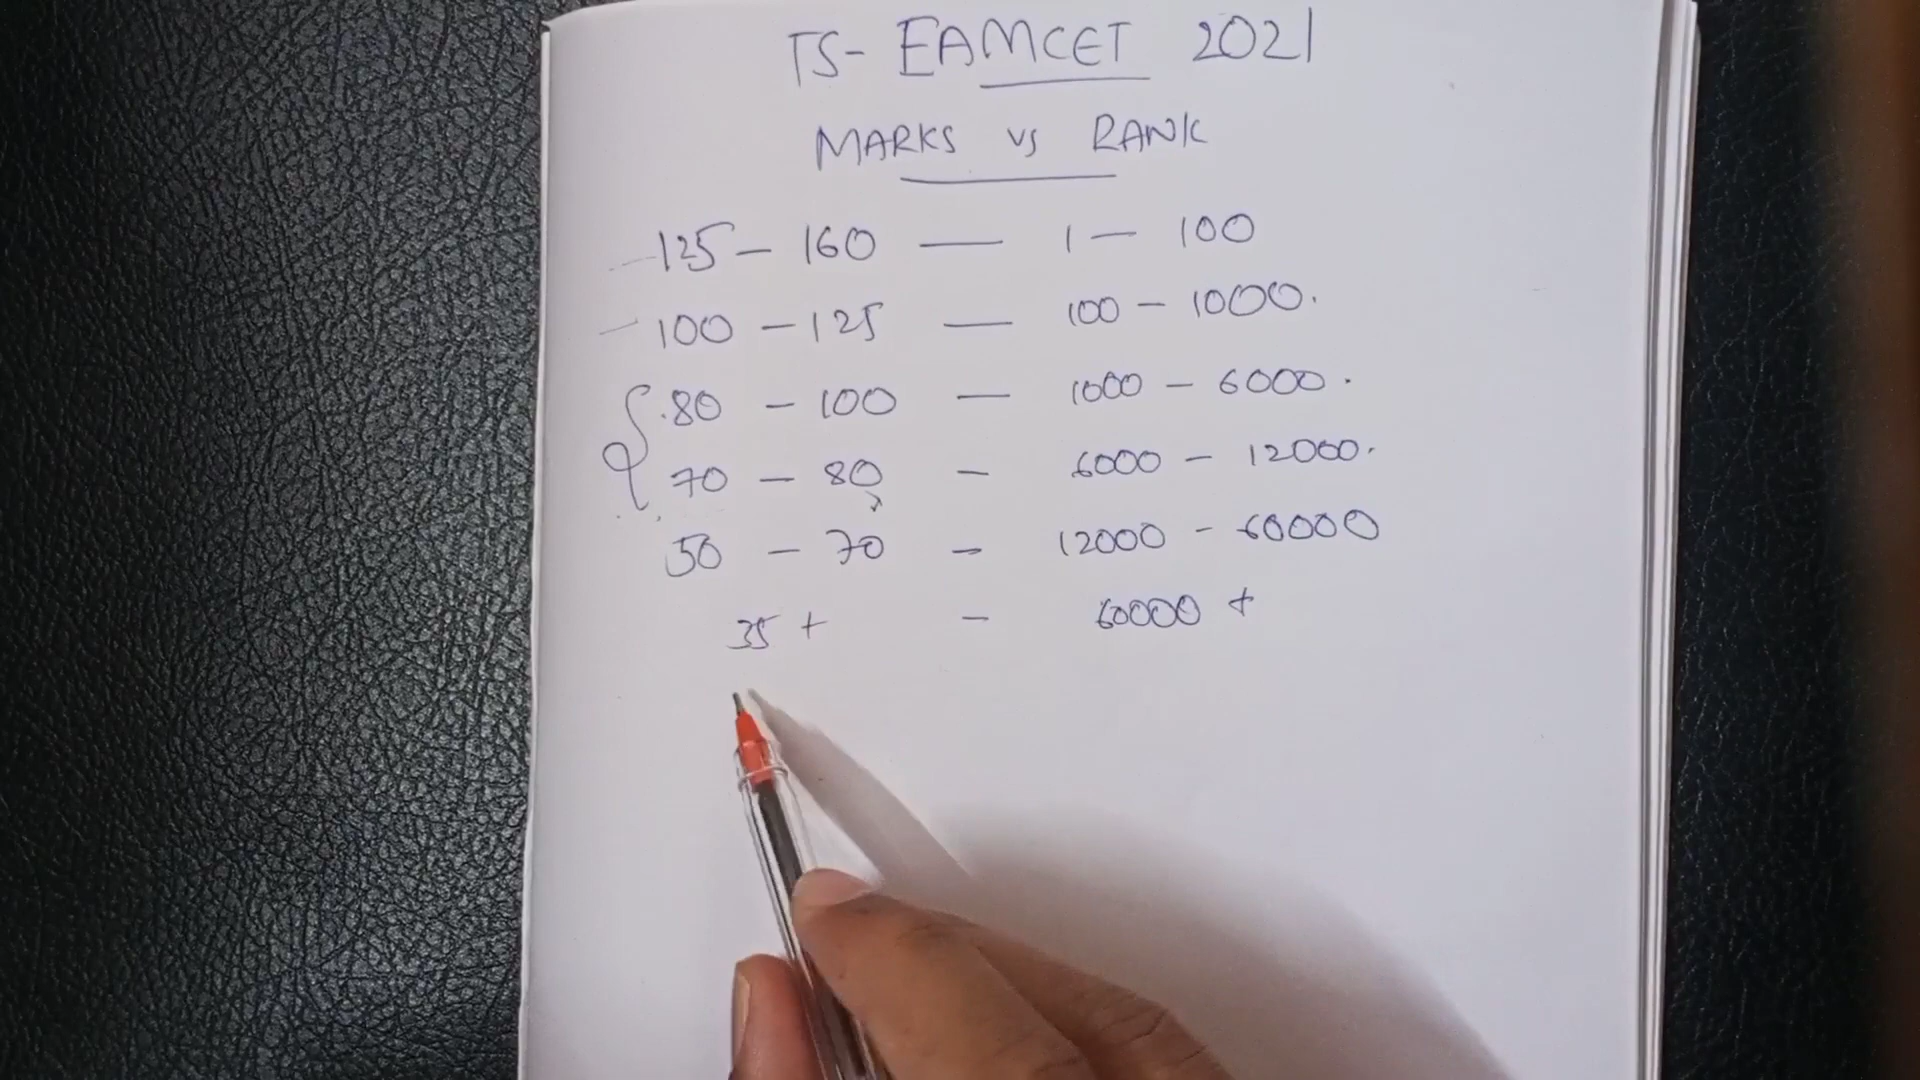 TS- EAMCET 2021
MARKS vs RANK
125 - 160 — 1 - 100
100 - 125 — 100 - 1000.
80 - 100 — 1000 - 6000.
70 - 80 - 6000 - 12000.
50 - 70 - 12000 - 60000
35 + - 60000 +